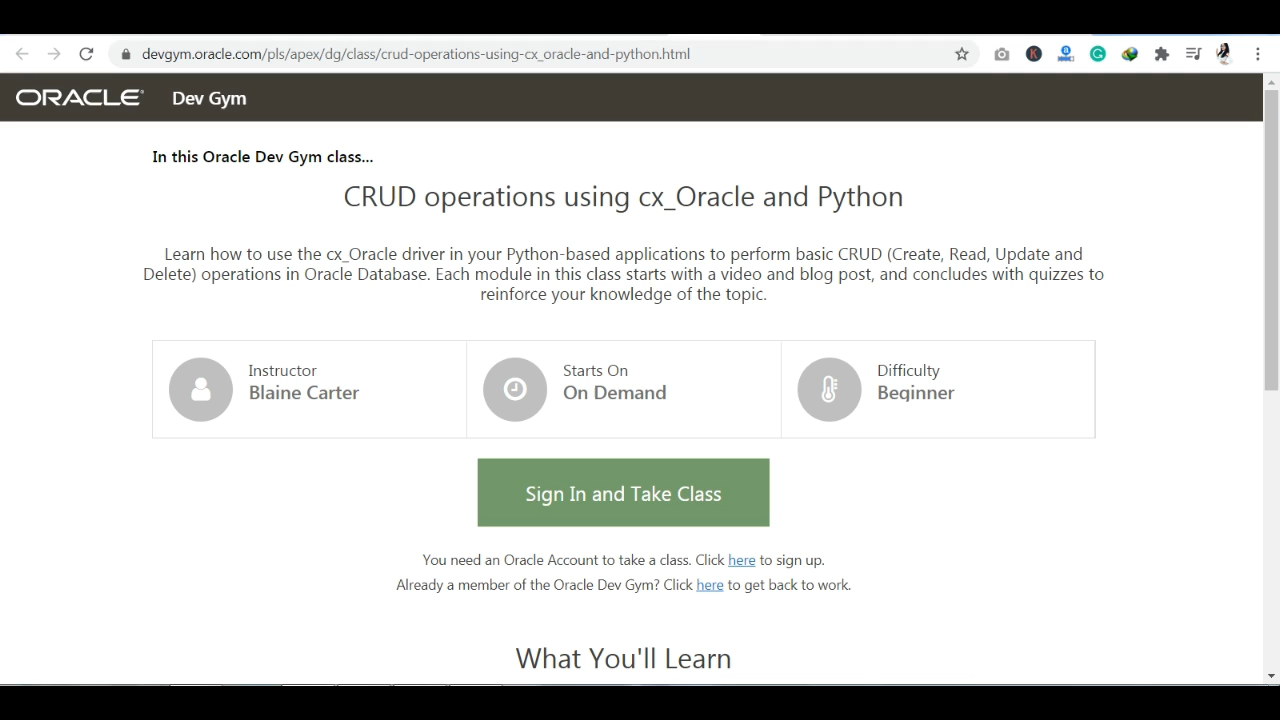 devgym.oracle.com/pls/apex/dg/class/crud-operations-using-cx_oracle-and-python.html
ORACLE Dev Gym
In this Oracle Dev Gym class...
CRUD operations using cx_Oracle and Python
Learn how to use the cx_Oracle driver in your Python-based applications to perform basic CRUD (Create, Read, Update and
Delete) operations in Oracle Database. Each module in this class starts with a video and blog post, and concludes with quizzes to
reinforce your knowledge of the topic.
Instructor
Blaine Carter
Starts On
On Demand
Difficulty
Beginner
Sign In and Take Class
You need an Oracle Account to take a class. Click here to sign up.
Already a member of the Oracle Dev Gym? Click here to get back to work.
What You'll Learn